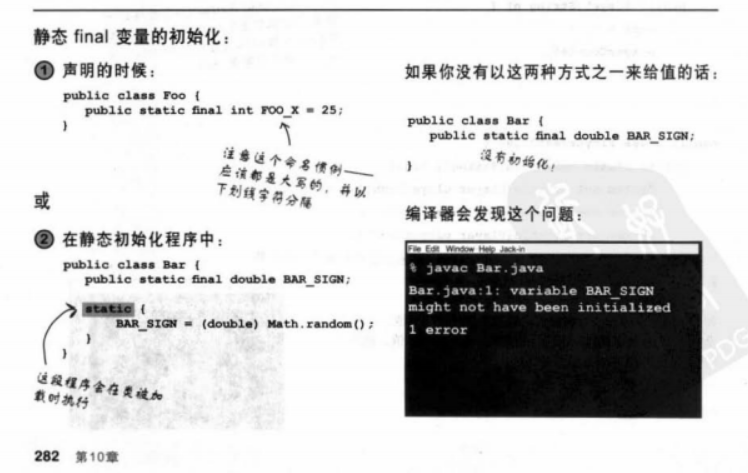 静态 final 变量的初始化：
① 声明的时候：
public class Foo {
public static final int FOO_X = 25;
}
注意这个命名惯例——
应该都是大写的，并以
下划线字符分隔
或
② 在静态初始化程序中：
public class Bar {
public static final double BAR_SIGN;
static {
BAR_SIGN = (double) Math.random();
}
}
这段程序会在类被加
载时执行
如果你没有以这两种方式之一来给值的话：
public class Bar {
public static final double BAR_SIGN;
}
没有初始化！
编译器会发现这个问题：
File Edit Window Help Jack-in
% javac Bar.java
Bar.java:1: variable BAR_SIGN
might not have been initialized
1 error
282 第10章
PDG